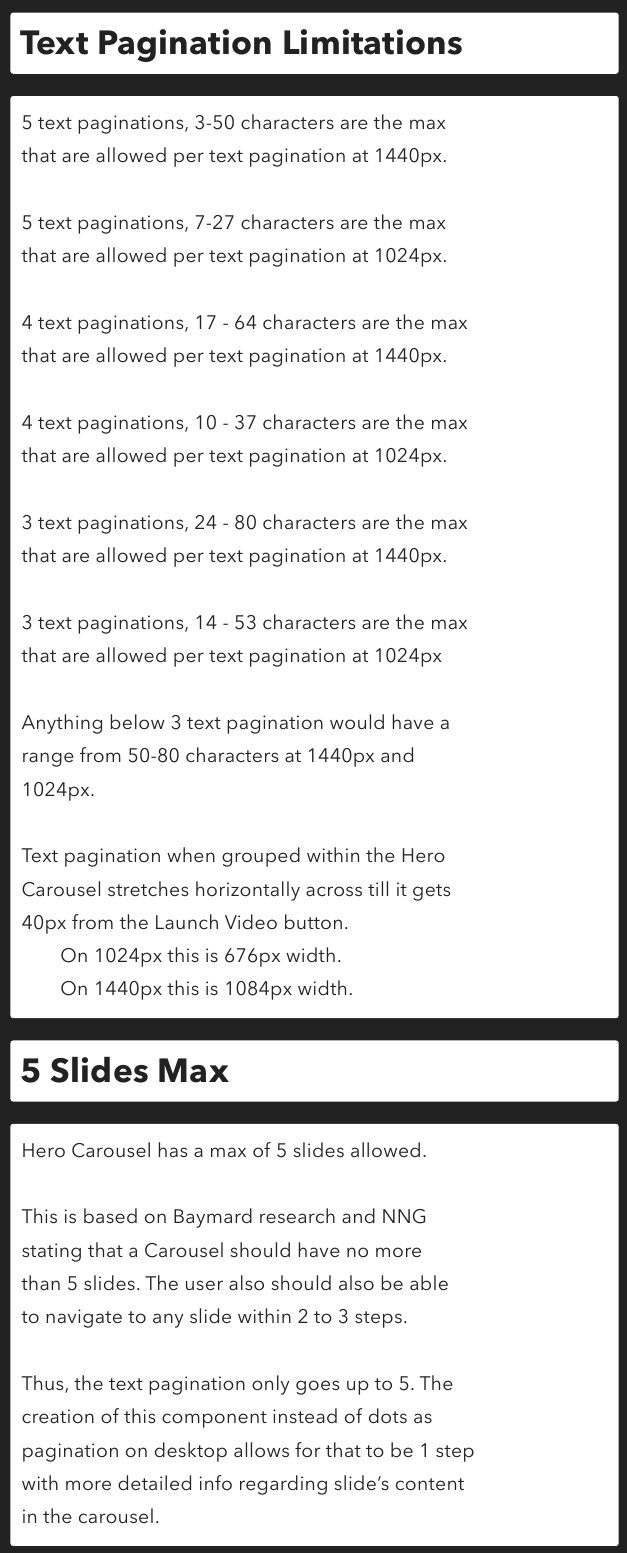 Text Pagination Limitations
5 text paginations, 3-50 characters are the max
that are allowed per text pagination at 1440px.
5 text paginations, 7-27 characters are the max
that are allowed per text pagination at 1024px.
4 text paginations, 17 - 64 characters are the max
that are allowed per text pagination at 1440px.
4 text paginations, 10 - 37 characters are the max
that are allowed per text pagination at 1024px.
3 text paginations, 24 - 80 characters are the max
that are allowed per text pagination at 1440px.
3 text paginations, 14 - 53 characters are the max
that are allowed per text pagination at 1024px
Anything below 3 text pagination would have a
range from 50-80 characters at 1440px and
1024px.
Text pagination when grouped within the Hero
Carousel stretches horizontally across till it gets
40px from the Launch Video button.
On 1024px this is 676px width.
On 1440px this is 1084px width.
5 Slides Max
Hero Carousel has a max of 5 slides allowed.
This is based on Baymard research and NNG
stating that a Carousel should have no more
than 5 slides. The user also should also be able
to navigate to any slide within 2 to 3 steps.
Thus, the text pagination only goes up to 5. The
creation of this component instead of dots as
pagination on desktop allows for that to be 1 step
with more detailed info regarding slide’s content
in the carousel.